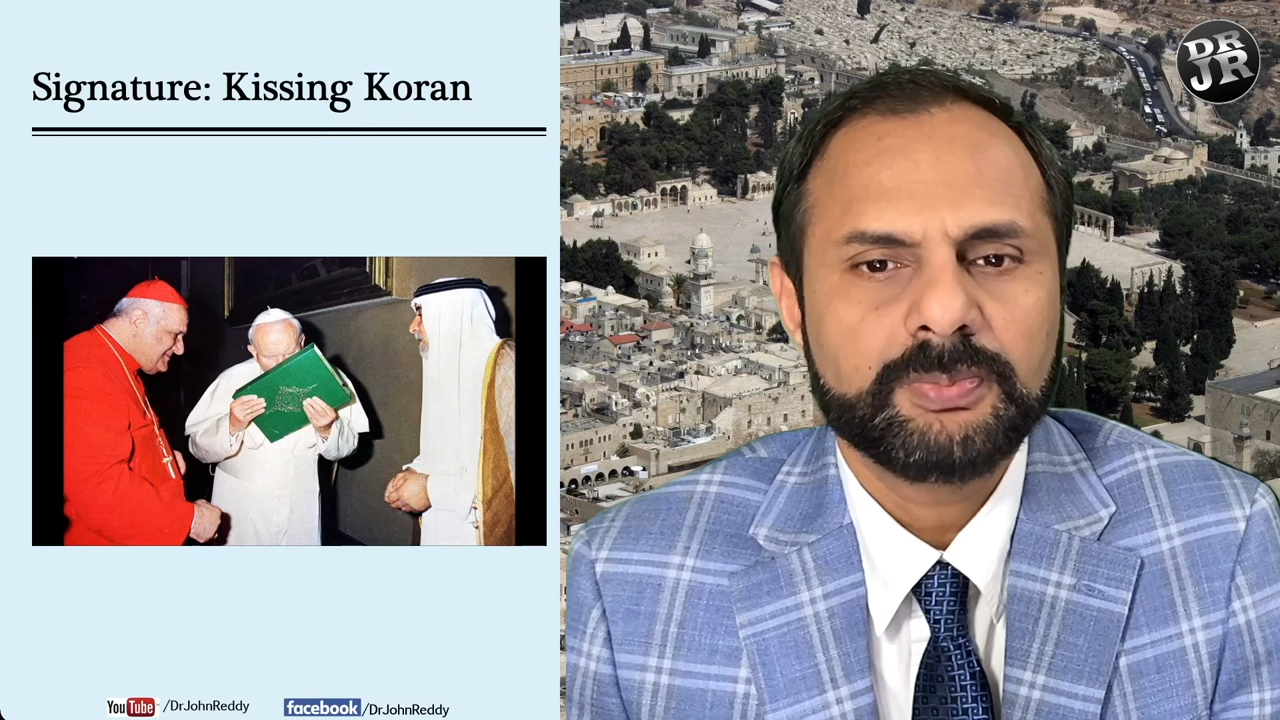 Signature: Kissing Koran
DR
JR
YouTube /DrJohnReddy
facebook /DrJohnReddy